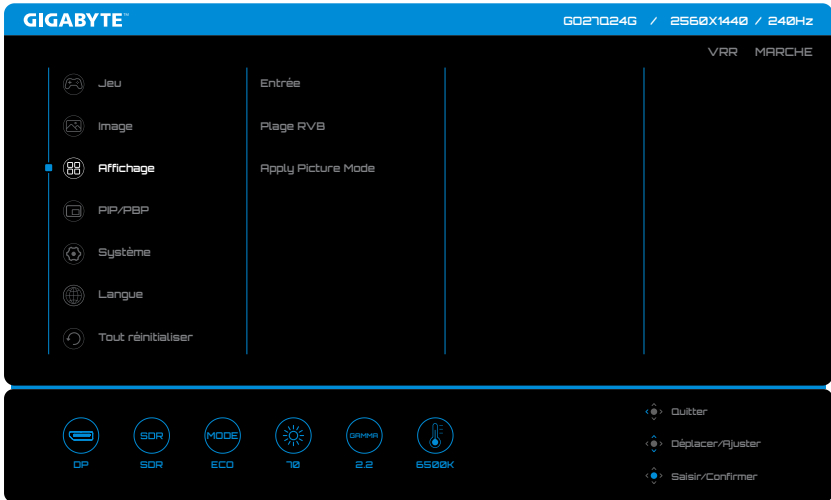 GIGABYTE™
GO27Q24G / 2560X1440 / 240Hz
VRR MARCHE
Jeu
Image
Affichage
PIP/PBP
Système
Langue
Tout réinitialiser
Entrée
Plage RVB
Apply Picture Mode
SDR
MODE
GAMMA
DP
SDR
ECO
70
2.2
6500K
Quitter
Déplacer/Ajuster
Saisir/Confirmer